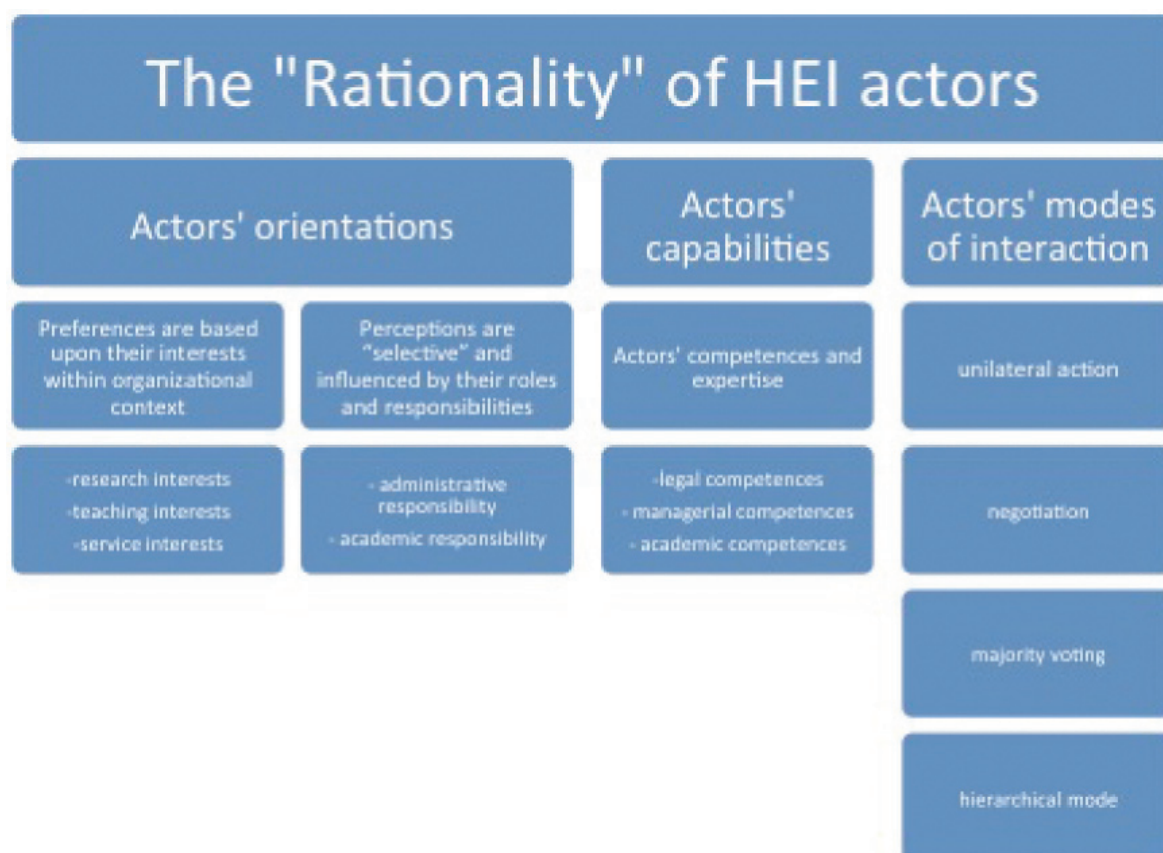 The "Rationality" of HEI actors
Actors' orientations
Actors'
capabilities
Actors' modes
of interaction
Preferences are based
upon their interests
within organizational
context
Perceptions are
“selective” and
influenced by their roles
and responsibilities
Actors' competences and
expertise
unilateral action
-research interests
-teaching interests
-service interests
- administrative
responsibility
- academic responsibility
-legal competences
- managerial competences
- academic competences
negotiation
majority voting
hierarchical mode